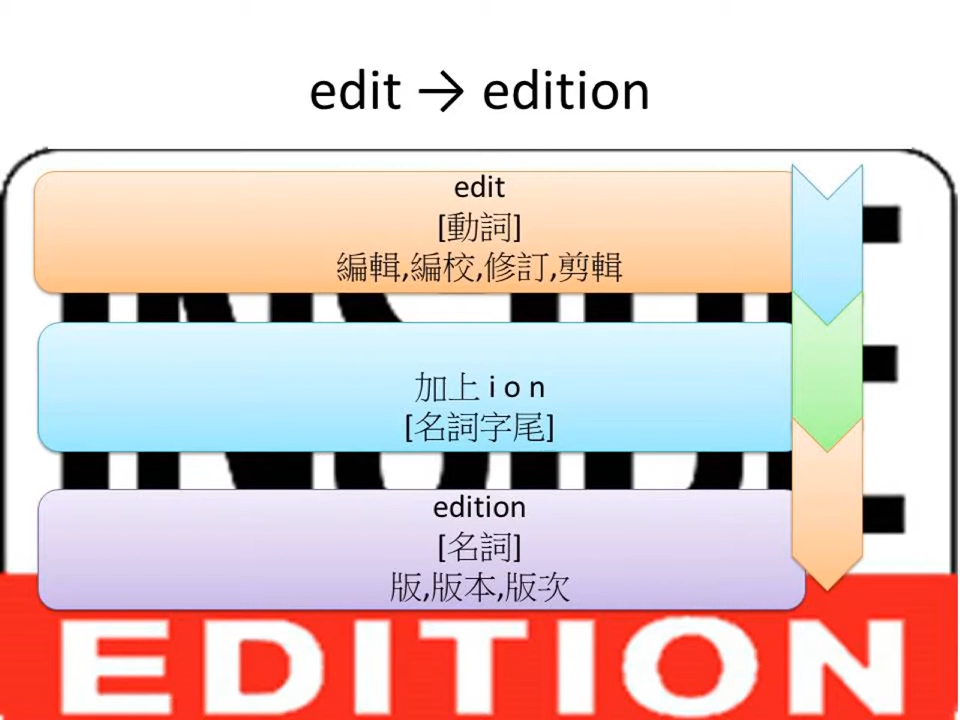 edit → edition
edit
[動詞]
編輯,編校,修訂,剪輯
加上 i o n
[名詞字尾]
edition
[名詞]
版,版本,版次
EDITION